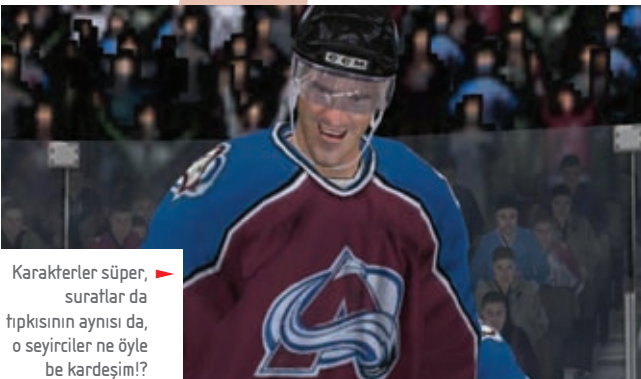 CCM
Karakterler süper,
suratlar da
tıpkısının aynısı da,
o seyirciler ne öyle
be kardeşim!?